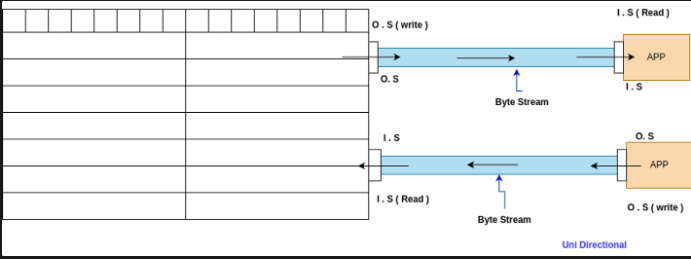 I . S ( Read )
O . S ( write )
APP
O. S
I . S
Byte Stream
I . S
O. S
APP
I . S ( Read )
O . S ( write )
Byte Stream
Uni Directional